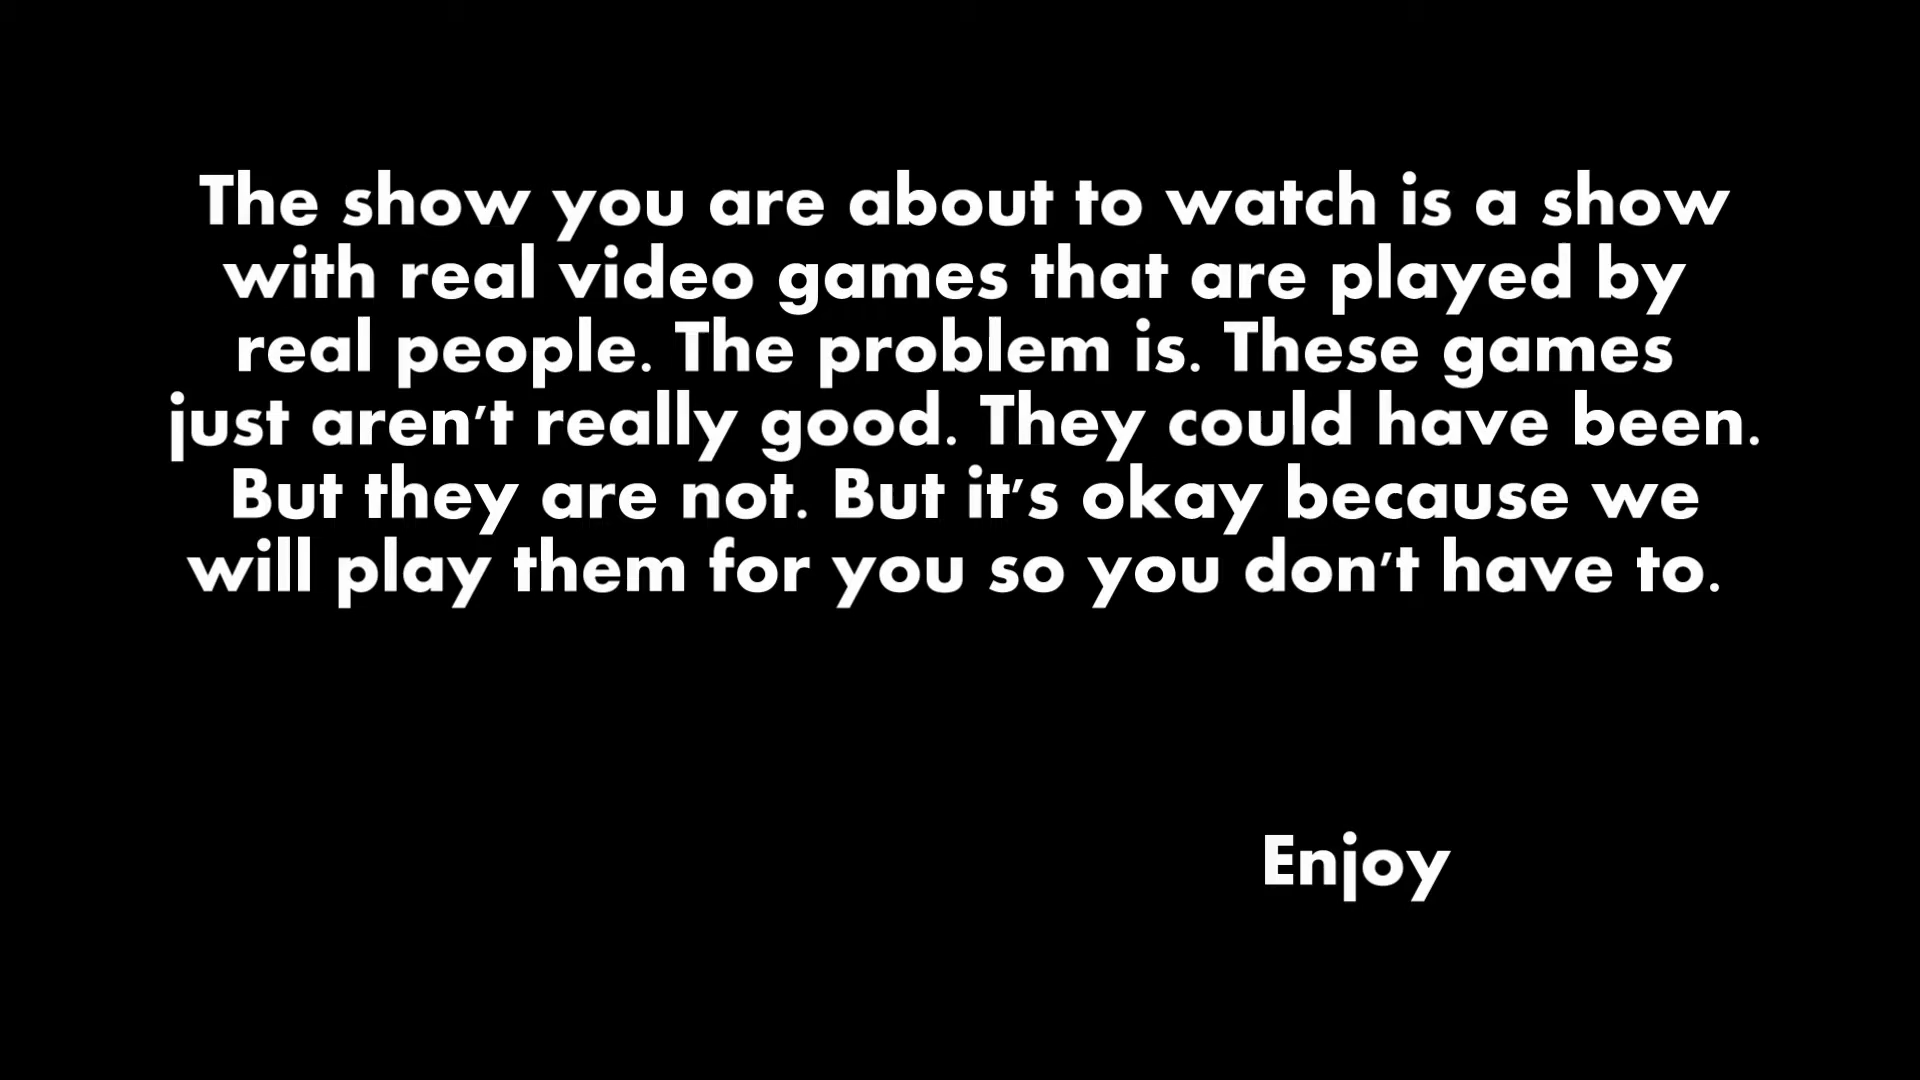 The show you are about to watch is a show
with real video games that are played by
real people. The problem is. These games
just aren't really good. They could have been.
But they are not. But it's okay because we
will play them for you so you don't have to.
Enjoy